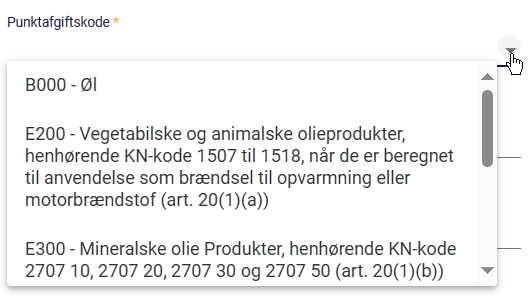 Punktafgiftskode *
B000 - Øl
E200 - Vegetabilske og animalske olieprodukter,
henhørende KN-kode 1507 til 1518, når de er beregnet
til anvendelse som brændsel til opvarmning eller
motorbrændstof (art. 20(1)(a))
E300 - Mineralske olie Produkter, henhørende KN-kode
2707 10, 2707 20, 2707 30 og 2707 50 (art. 20(1)(b))